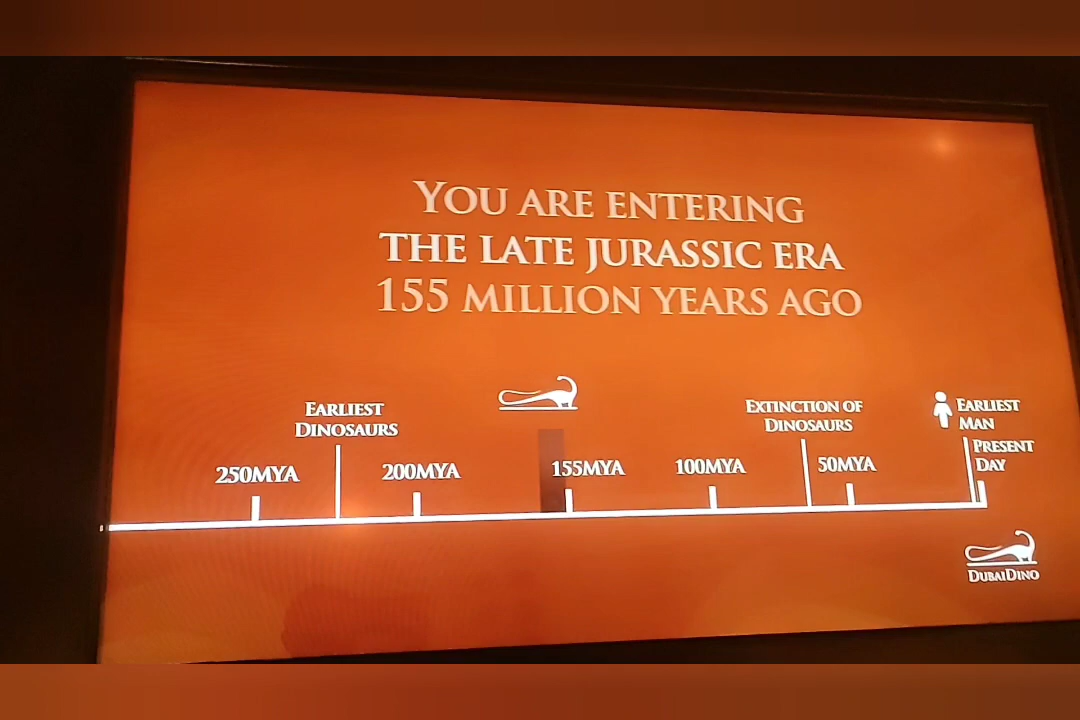 YOU ARE ENTERING
THE LATE JURASSIC ERA
155 MILLION YEARS AGO
EARLIEST
DINOSAURS
EXTINCTION OF
DINOSAURS
EARLIEST
MAN
PRESENT
DAY
250MYA
200MYA
155MYA
100MYA
50MYA
DUBAIDINO